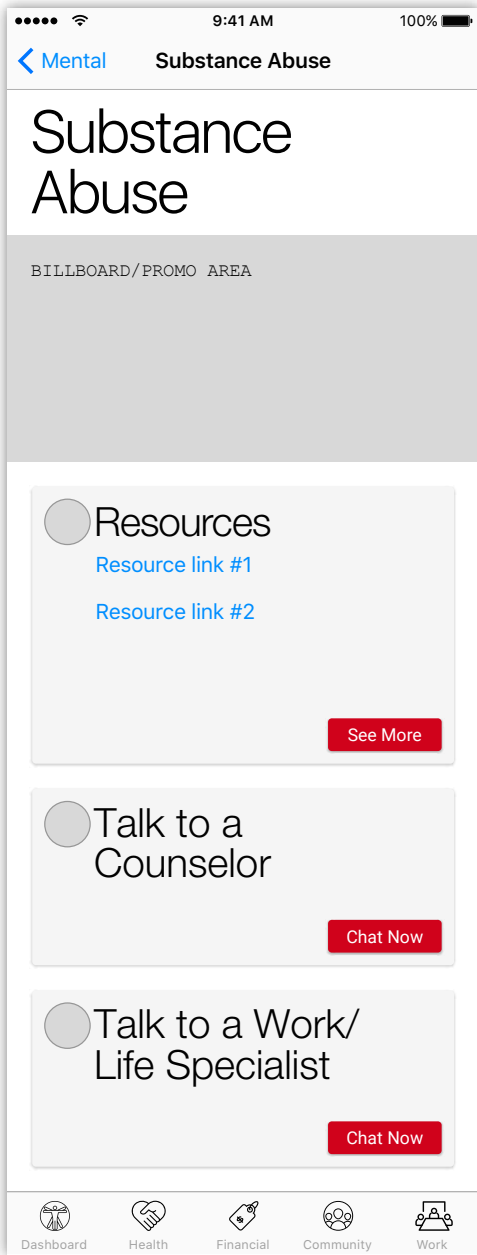 9:41 AM
100%
Mental
Substance Abuse
Substance
Abuse
BILLBOARD/PROMO AREA
Resources
Resource link #1
Resource link #2
See More
Talk to a
Counselor
Chat Now
Talk to a Work/
Life Specialist
Chat Now
Dashboard
Health
Financial
Community
Work